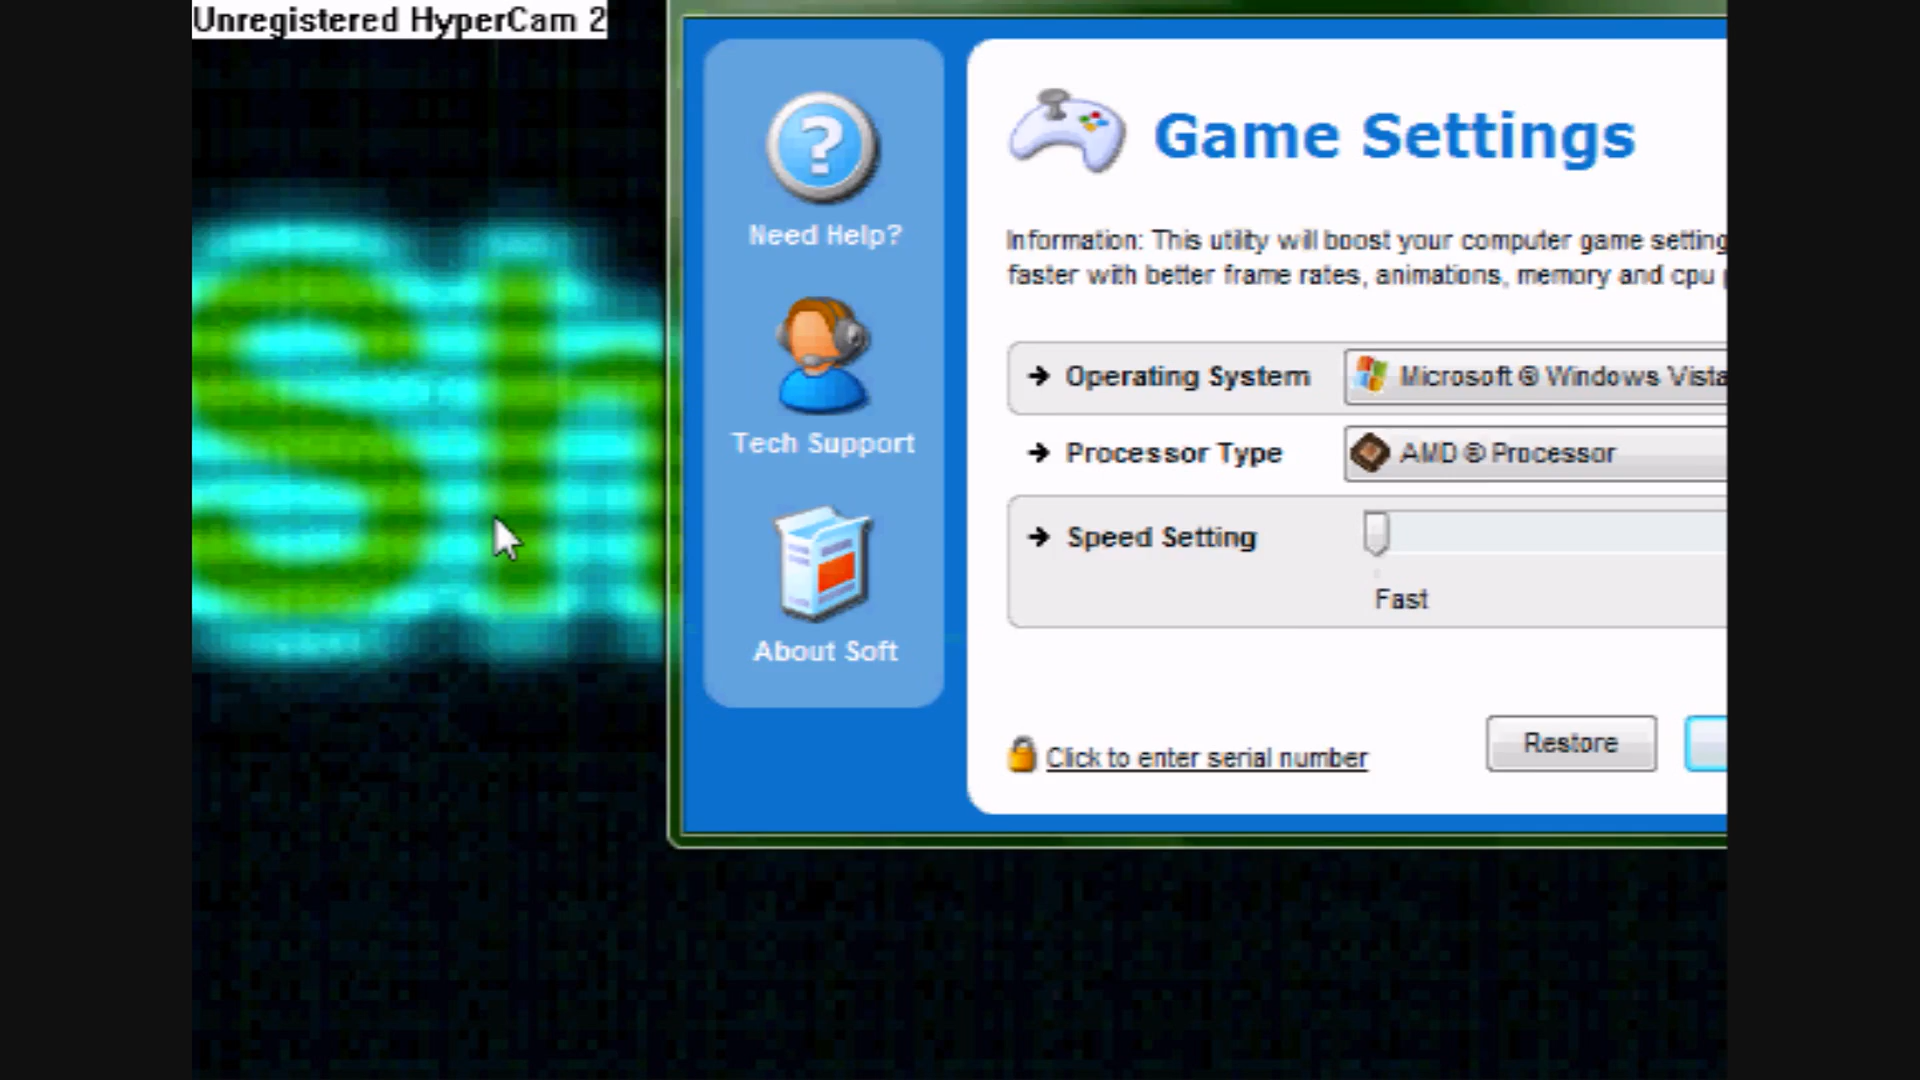 Unregistered HyperCam 2
Sh
Need Help?
Tech Support
About Soft
Game Settings
Information: This utility will boost your computer game setting
faster with better frame rates, animations, memory and cpu
Operating System
Microsoft ® Windows Vista
Processor Type
AMD ® Processor
Speed Setting
Fast
Click to enter serial number
Restore